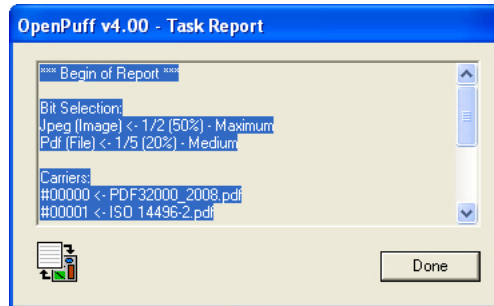 OpenPuff v4.00 - Task Report
*** Begin of Report ***
Bit Selection:
Jpeg (Image) <- 1/2 (50%) - Maximum
Pdf (File) <- 1/5 (20%) - Medium
Carriers:
#00000 <- PDF32000_2008.pdf
#00001 <- ISO 14496-2.pdf
Done